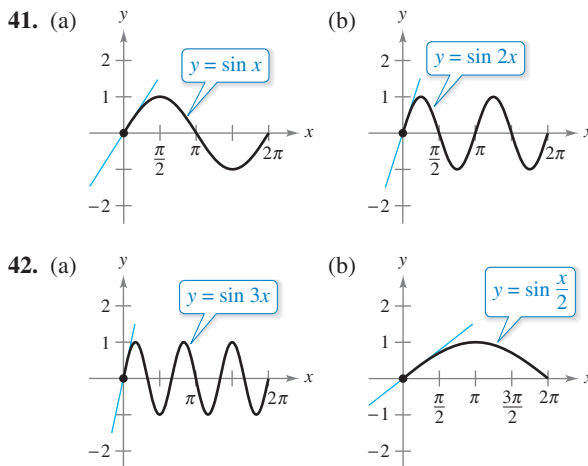 41. (a)
y
2
1
−2
y = sin x
π/2
π
2π
x
(b)
y
2
1
−2
y = sin 2x
π/2
π
2π
x
42. (a)
y
2
1
−2
y = sin 3x
π
2π
x
(b)
y
2
1
−1
−2
y = sin x/2
π/2
π
3π/2
2π
x